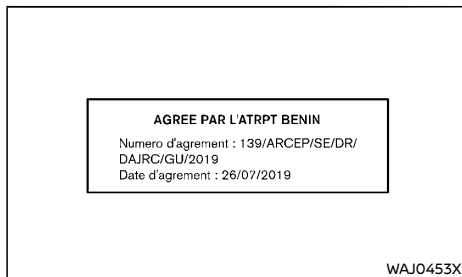 AGREE PAR L'ATRPT BENIN
Numero d'agrement : 139/ARCEP/SE/DR/
DAJRC/GU/2019
Date d'agrement : 26/07/2019
WAJ0453X